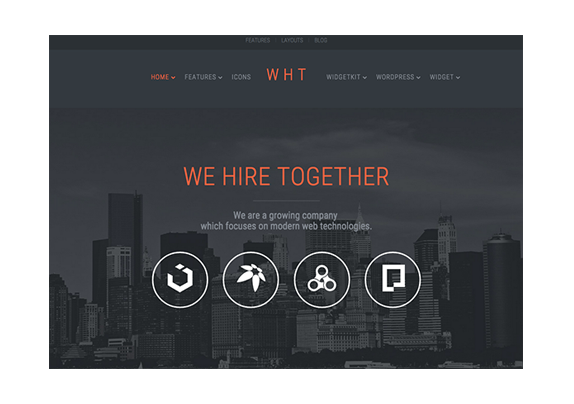 FEATURES LAYOUTS BLOG
HOME FEATURES ICONS WHT WIDGETKIT WORDPRESS WIDGET
WE HIRE TOGETHER
We are a growing company
which focuses on modern web technologies.